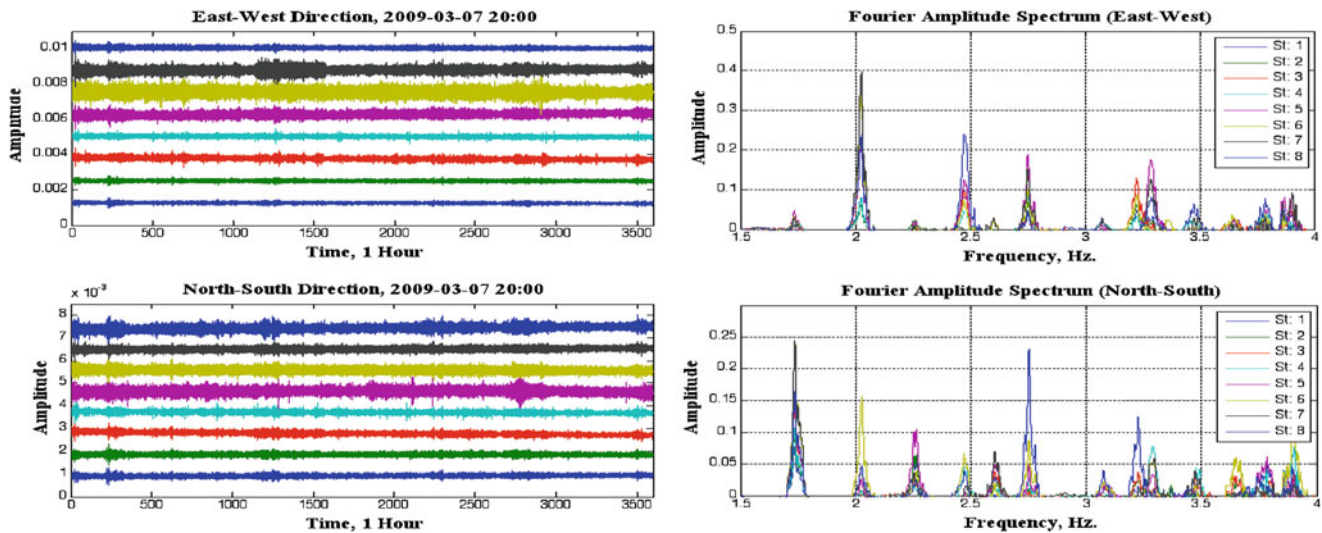 East-West Direction, 2009-03-07 20:00
Amplitude
0.01
0.008
0.006
0.004
0.002
0
0 500 1000 1500 2000 2500 3000 3500
Time, 1 Hour
Fourier Amplitude Spectrum (East-West)
Amplitude
0.5
0.4
0.3
0.2
0.1
0
1.5 2 2.5 3 3.5 4
Frequency, Hz.
St: 1
St: 2
St: 3
St: 4
St: 5
St: 6
St: 7
St: 8
North-South Direction, 2009-03-07 20:00
x 10-3
Amplitude
8
7
6
5
4
3
2
1
0
0 500 1000 1500 2000 2500 3000 3500
Time, 1 Hour
Fourier Amplitude Spectrum (North-South)
Amplitude
0.25
0.2
0.15
0.1
0.05
0
1.5 2 2.5 3 3.5 4
Frequency, Hz.
St: 1
St: 2
St: 3
St: 4
St: 5
St: 6
St: 7
St: 8